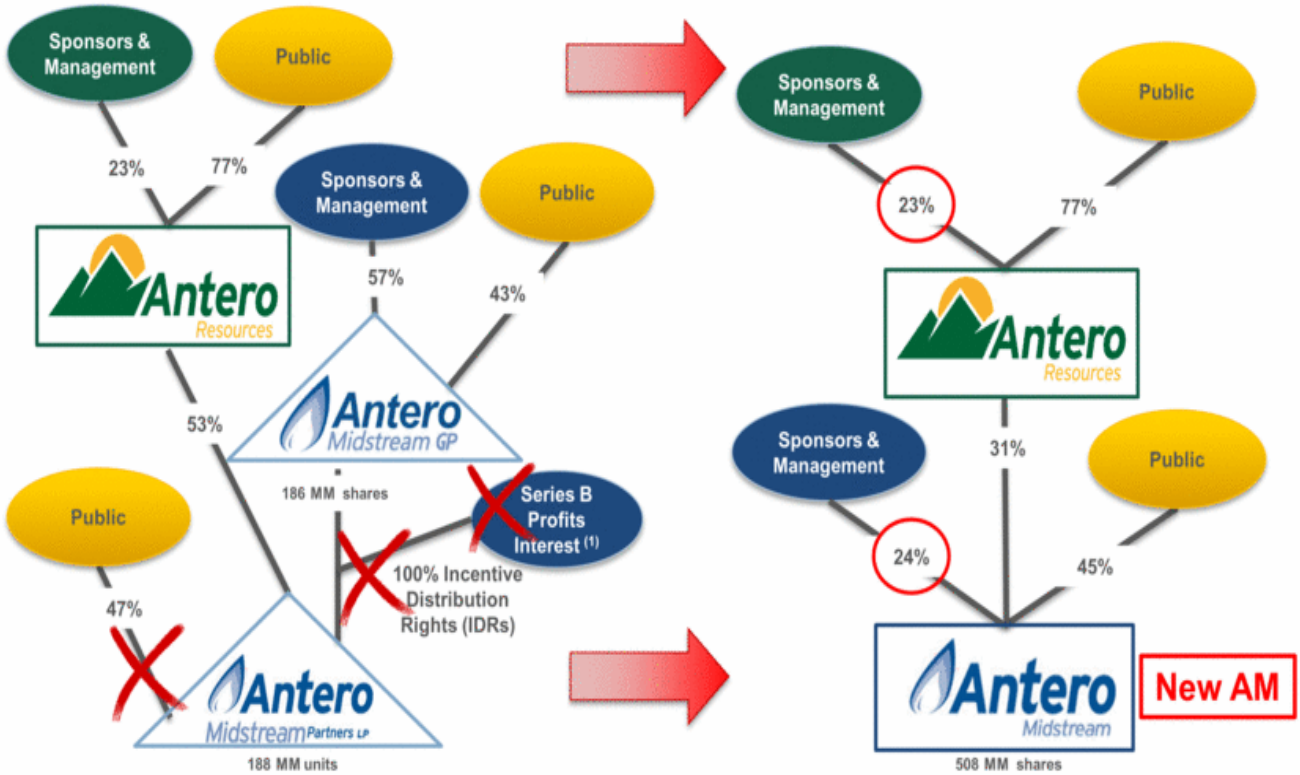 Sponsors &
Management
Public
23%
77%
Antero
Resources
Sponsors &
Management
Public
57%
43%
Antero
Midstream GP
53%
186 MM shares
Series B
Profits
Interest (1)
100% Incentive
Distribution
Rights (IDRs)
Public
47%
Antero
Midstream Partners LP
188 MM units
Sponsors &
Management
Public
23%
77%
Antero
Resources
Sponsors &
Management
31%
Public
24%
45%
Antero
Midstream
New AM
508 MM shares